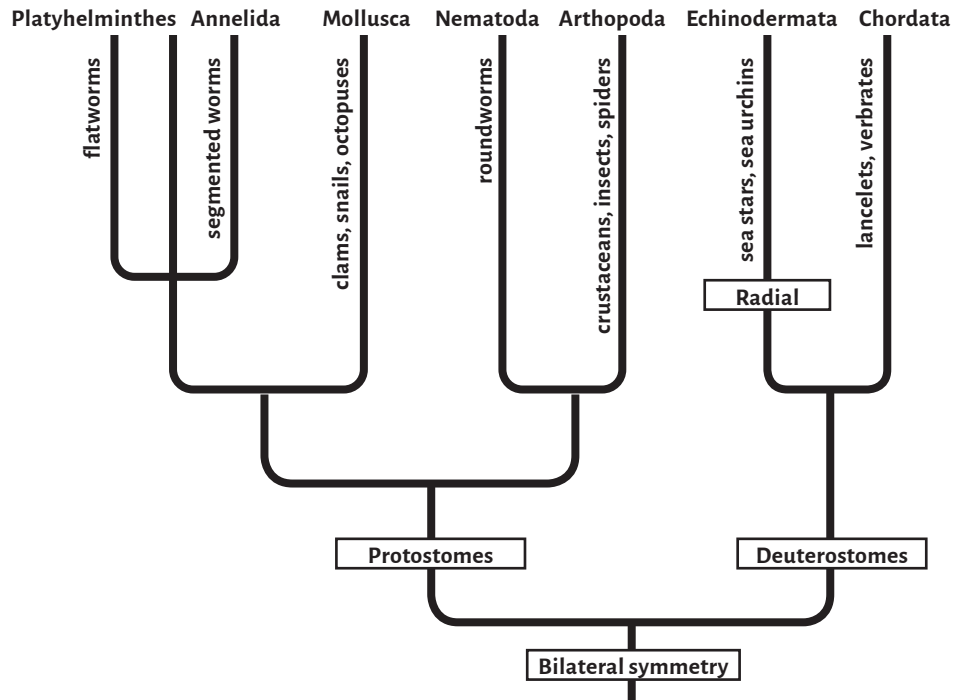 Platyhelminthes Annelida Mollusca Nematoda Arthopoda Echinodermata Chordata
flatworms
segmented worms
clams, snails, octopuses
roundworms
crustaceans, insects, spiders
sea stars, sea urchins
lancelets, verbrates
Radial
Protostomes
Deuterostomes
Bilateral symmetry